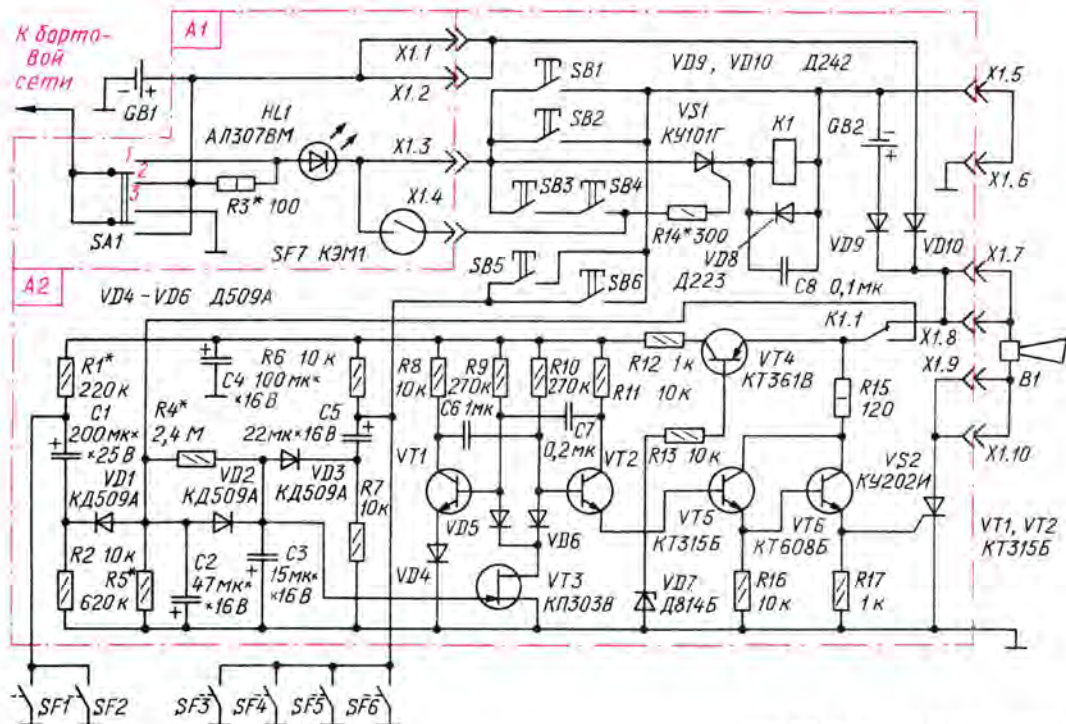 К борто-
вой
сети
А1
GB1
HL1
АЛ307ВМ
X1.1
X1.2
X1.3
X1.4
1
2
3
R3* 100
SA1
SF7 КЭМ1
SB1
SB2
SB3
SB4
SB5
SB6
VD9, VD10 Д242
VS1
КУ101Г
K1
GB2
X1.5
X1.6
R14* 300
VD8
Д223
C8 0,1мк
VD9
VD10
X1.7
А2
VD4-VD6 Д509А
R1*
220к
C4 100мк×
×16В
R6 10к
R8
10к
R9
270к
R10
270к
R11 10к
R12 1к
VT4
КТ361В
K1.1
X1.8
X1.9
X1.10
B1
R15
120
C1
200мк×
×25В
R4*
2,4М
C5
22мк×16В
C6 1мк
C7
0,2мк
R13 10к
VD1
КД509А
VD2
КД509А
VD3
КД509А
R7
10к
VT1
VT2
VT5
КТ315Б
VT6
КТ608Б
VS2
КУ202И
VT1, VT2
КТ315Б
R2 10к
R5*
620к
C2
47мк×
×16В
C3
15мк×
×16В
VD5
VD4
VD6
VT3
КП303В
VD7
Д814Б
R16
10к
R17
1к
SF1
SF2
SF3
SF4
SF5
SF6